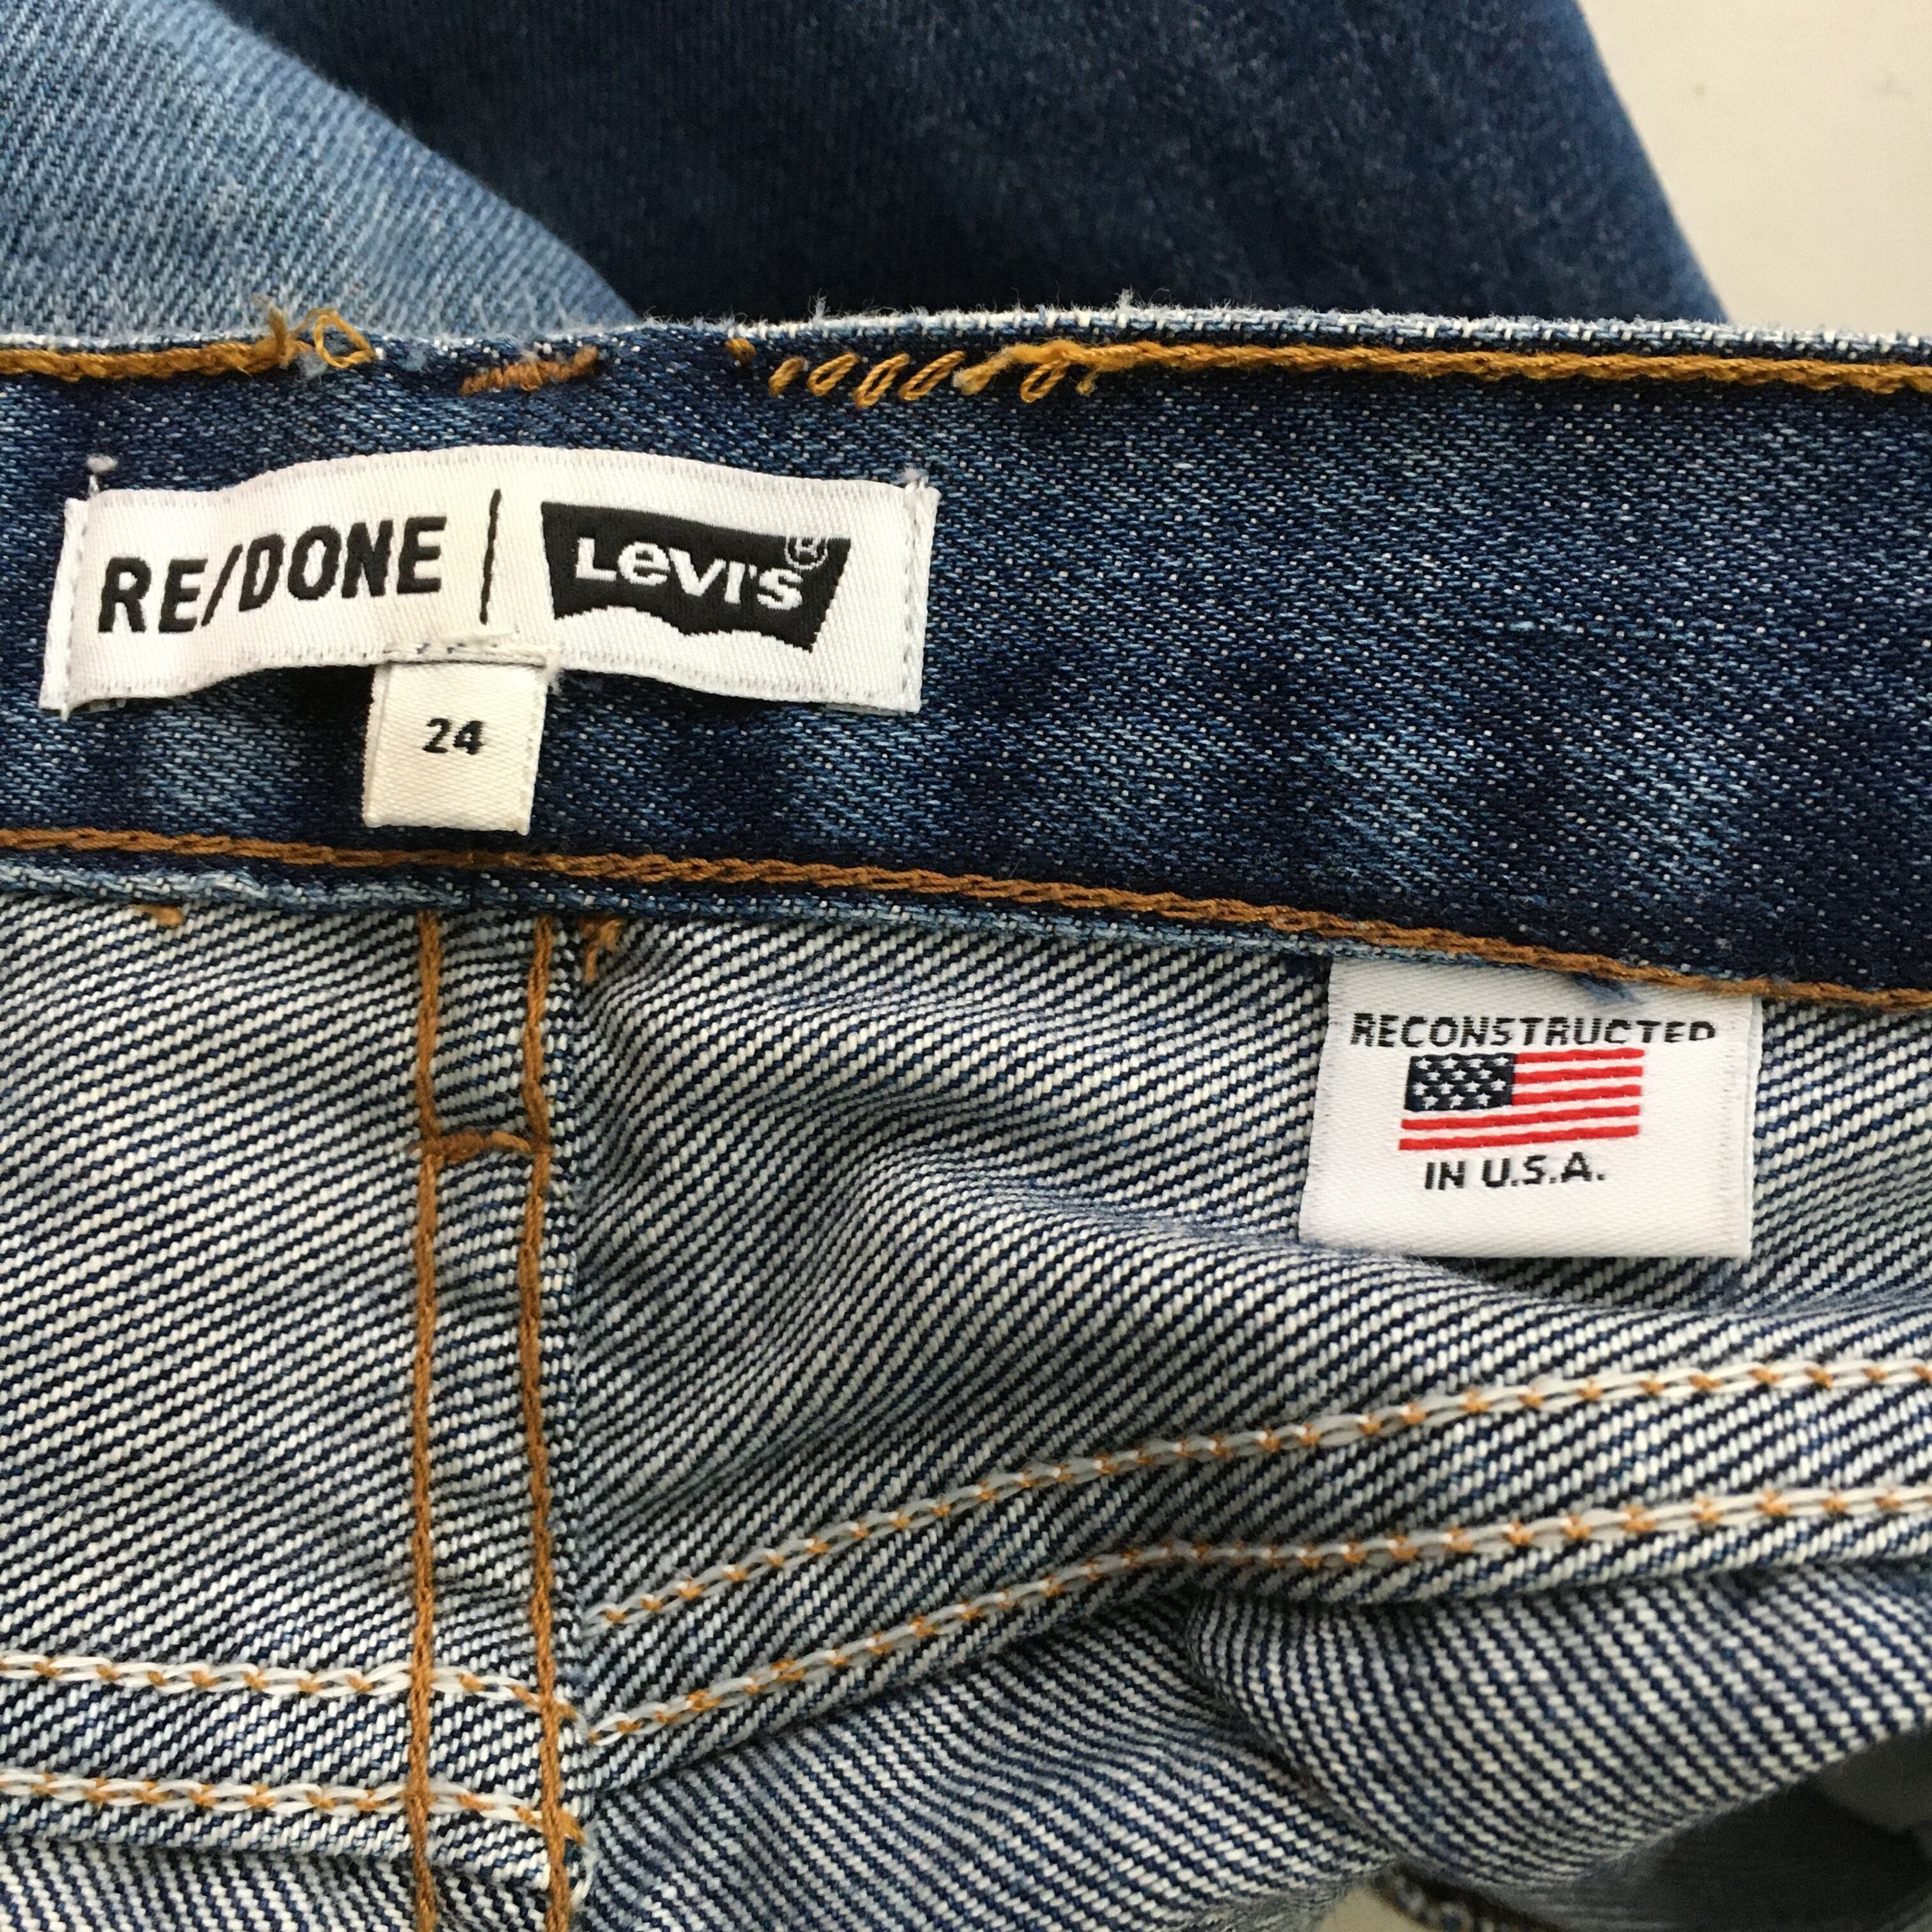 RE/DONE | LeVI'S ®
24
RECONSTRUCTED
IN U.S.A.